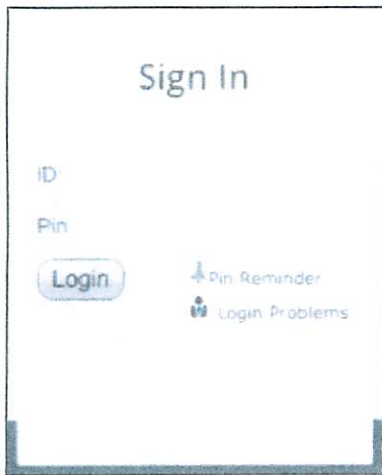 Sign In
ID
Pin
Login
Pin Reminder
Login Problems